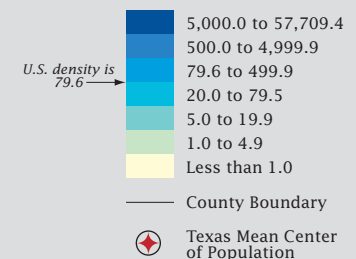 5,000.0 to 57,709.4
500.0 to 4,999.9
U.S. density is
79.6
79.6 to 499.9
20.0 to 79.5
5.0 to 19.9
1.0 to 4.9
Less than 1.0
County Boundary
Texas Mean Center
of Population